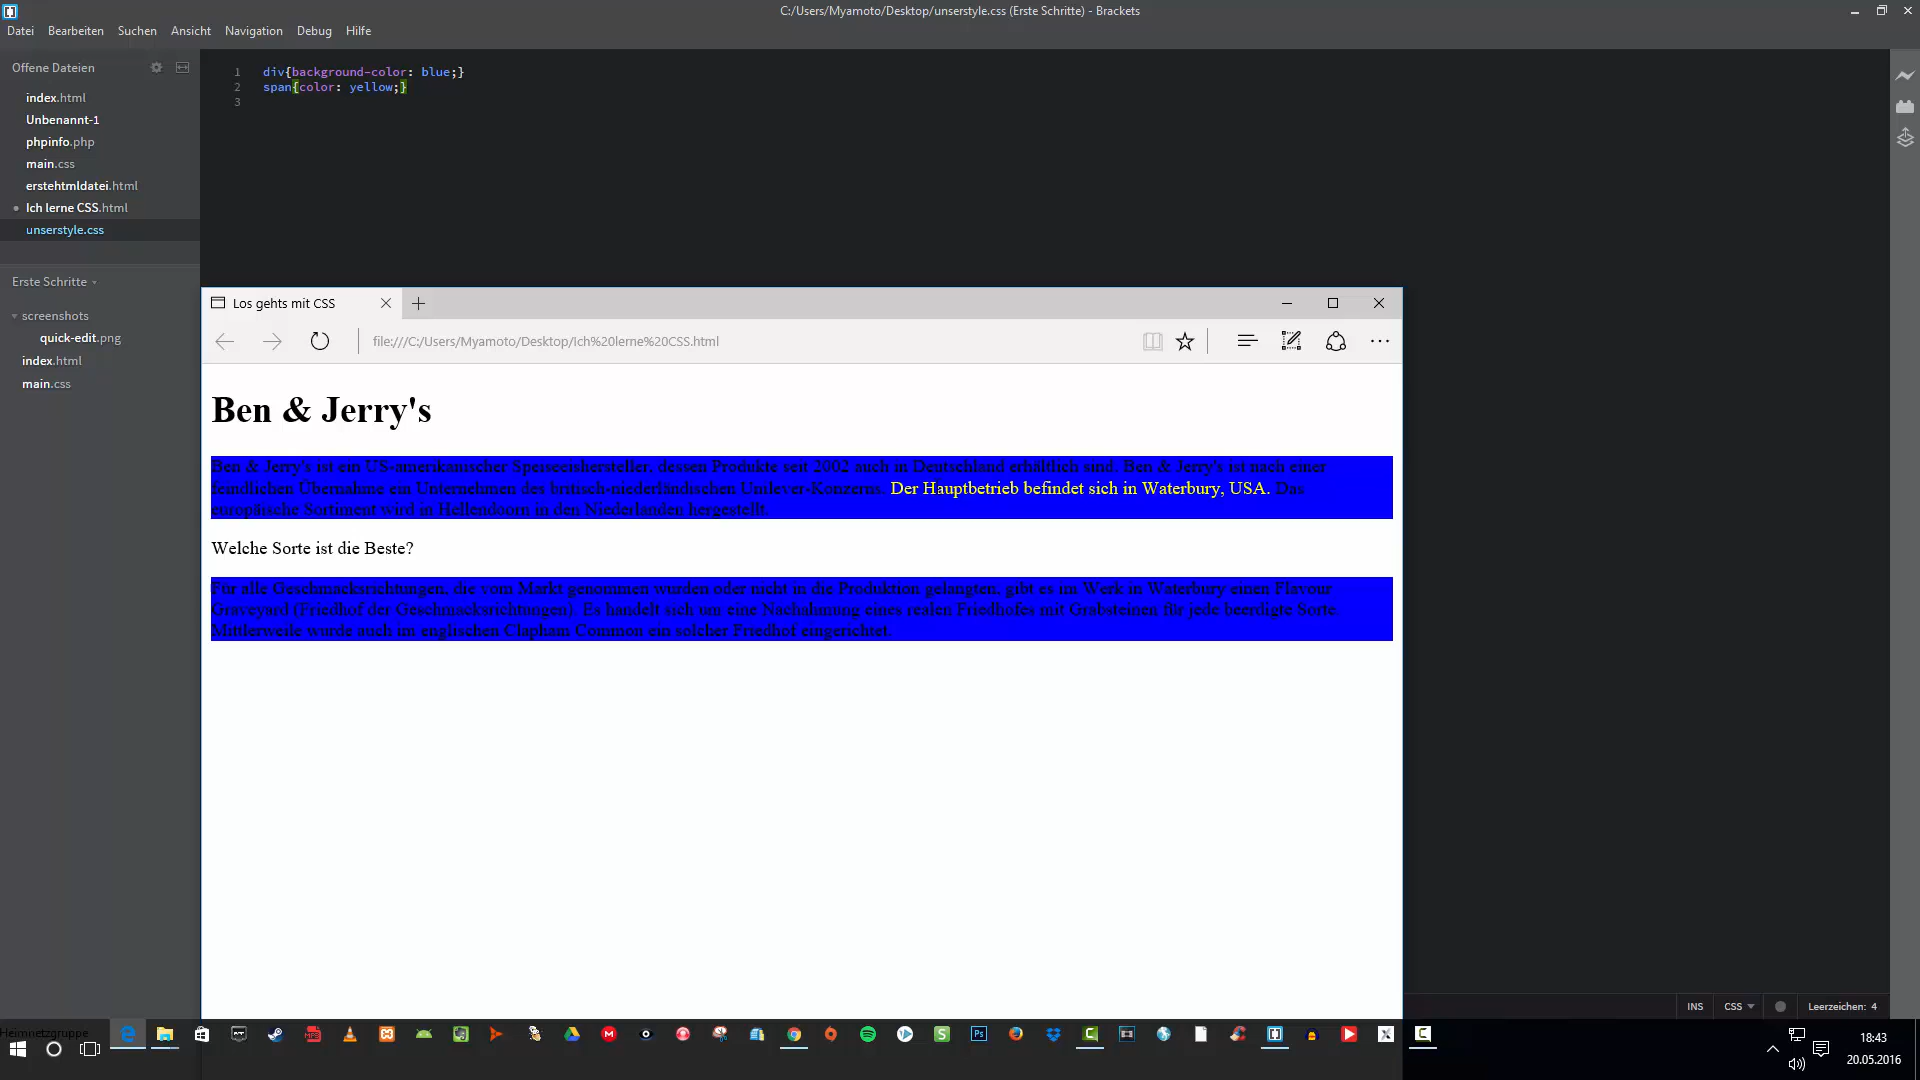 C:/Users/Myamoto/Desktop/unserstyle.css (Erste Schritte) - Brackets
Datei Bearbeiten Suchen Ansicht Navigation Debug Hilfe
Offene Dateien
index.html
Unbenannt-1
phpinfo.php
main.css
erstehtmldatei.html
Ich lerne CSS.html
unserstyle.css
Erste Schritte
screenshots
quick-edit.png
index.html
main.css
1 div{background-color: blue;}
2 span{color: yellow;}
3
Los gehts mit CSS
file:///C:/Users/Myamoto/Desktop/Ich%20lerne%20CSS.html
Ben & Jerry's
Ben & Jerry's ist ein US-amerikanischer Speiseeishersteller, dessen Produkte seit 2002 auch in Deutschland erhältlich sind. Ben & Jerry's ist nach einer
feindlichen Übernahme ein Unternehmen des britisch-niederländischen Unilever-Konzerns. Der Hauptbetrieb befindet sich in Waterbury, USA. Das
europäische Sortiment wird in Hellendoorn in den Niederlanden hergestellt.
Welche Sorte ist die Beste?
Für alle Geschmacksrichtungen, die vom Markt genommen wurden oder nicht in die Produktion gelangten, gibt es im Werk in Waterbury einen Flavour
Graveyard (Friedhof der Geschmacksrichtungen). Es handelt sich um eine Nachahmung eines realen Friedhofes mit Grabsteinen für jede beerdigte Sorte.
Mittlerweile wurde auch im englischen Clapham Common ein solcher Friedhof eingerichtet.
INS CSS Leerzeichen: 4
Heimnetzgruppe
18:43
20.05.2016